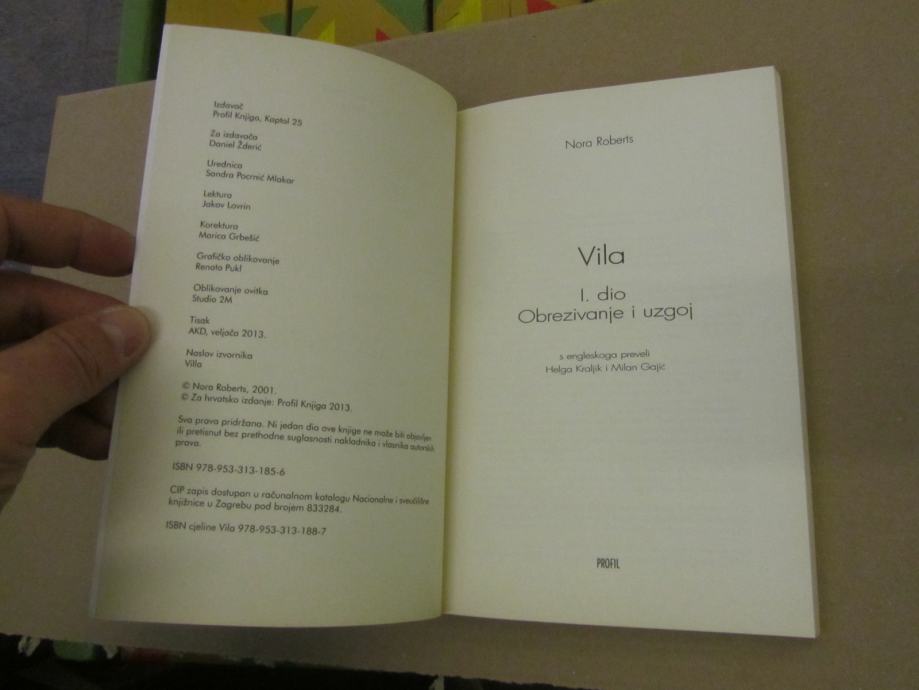 Izdavač
Profil Knjiga, Kaptol 25
Za izdavača
Daniel Žderić
Urednica
Sandra Pocrnić Mlakar
Lektura
Jakov Lovrin
Korektura
Marica Grbešić
Grafičko oblikovanje
Renata Pukl
Oblikovanje ovitka
Studio 2M
Tisak
AKD, veljača 2013.
Naslov izvornika
Villa
© Nora Roberts, 2001.
© Za hrvatsko izdanje: Profil Knjiga 2013.
Sva prava pridržana. Ni jedan dio ove knjige ne može biti objavljen
ili pretisnut bez prethodne suglasnosti nakladnika i vlasnika autorskih
prava.
ISBN 978-953-313-185-6
CIP zapis dostupan u računalnom katalogu Nacionalne i sveučilišne
knjižnice u Zagrebu pod brojem 833284.
ISBN cjeline Vila 978-953-313-188-7
Nora Roberts
Vila
I. dio
Obrezivanje i uzgoj
s engleskoga preveli
Helga Kraljik i Milan Gajić
PROFIL